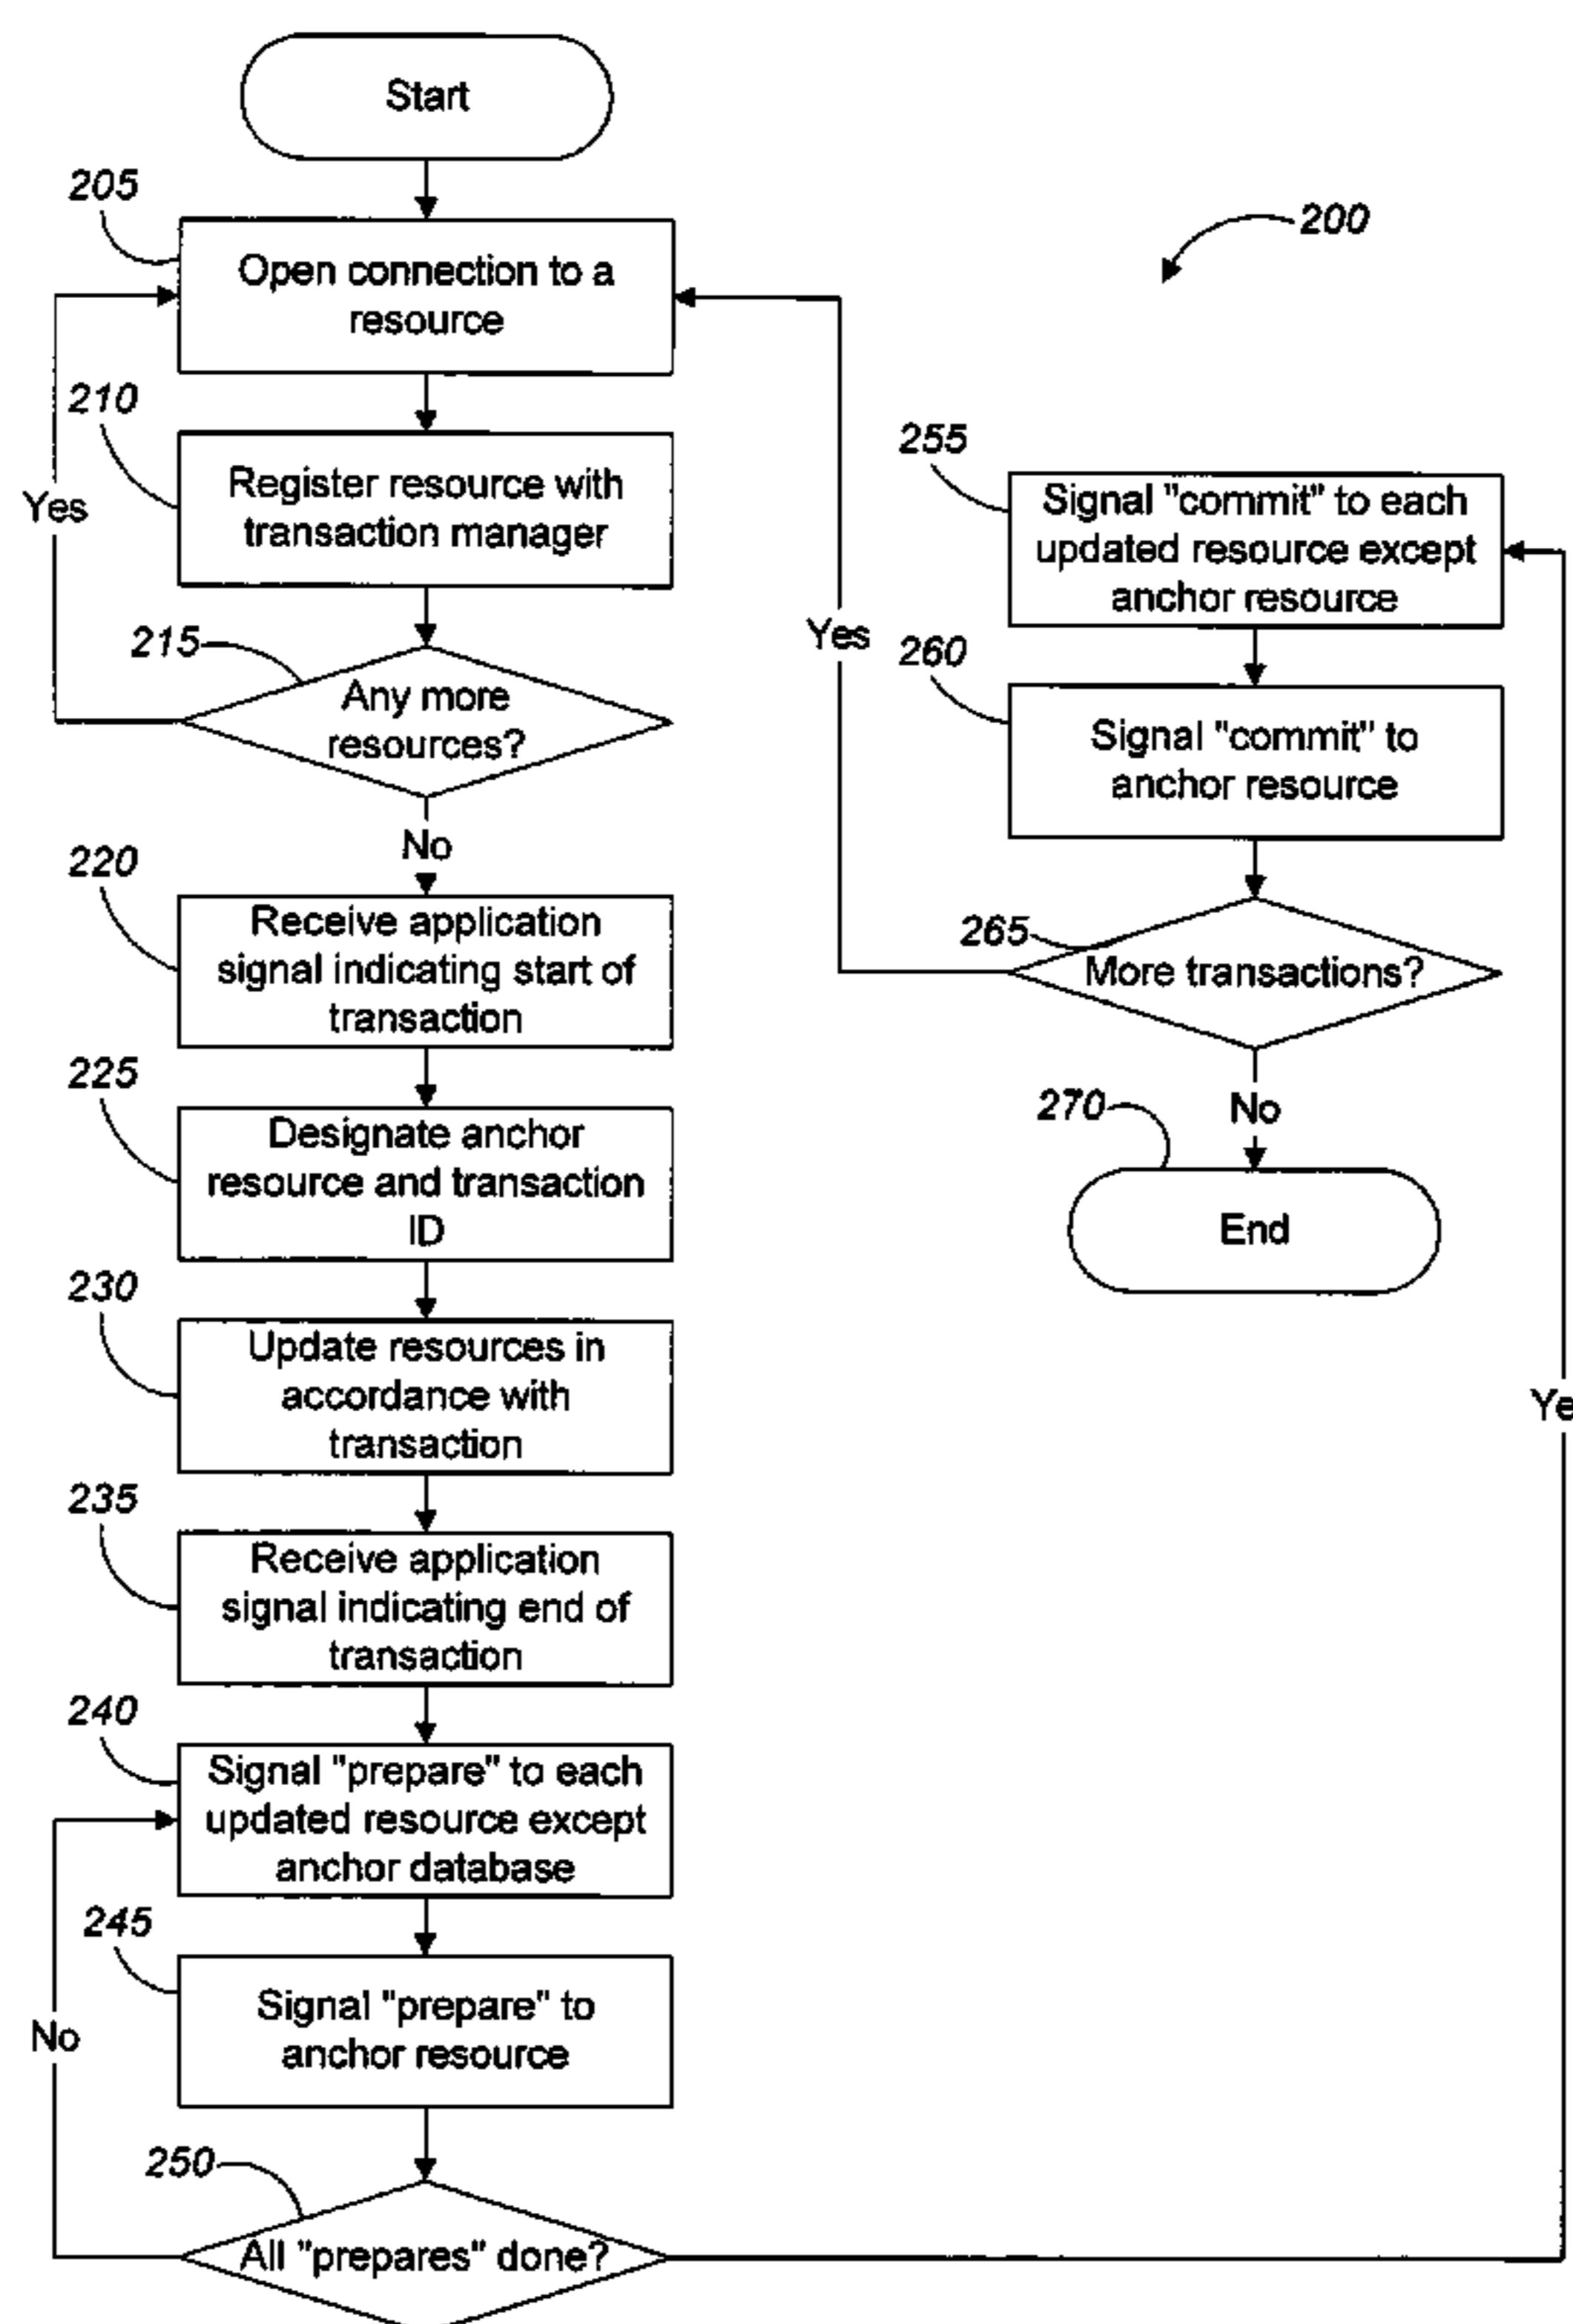 Start
205
Open connection to a
resource
200
210
Register resource with
transaction manager
Yes
215
Any more
resources?
No
220
Receive application
signal indicating start of
transaction
225
Designate anchor
resource and transaction
ID
230
Update resources in
accordance with
transaction
235
Receive application
signal indicating end of
transaction
240
Signal "prepare" to each
updated resource except
anchor database
245
Signal "prepare" to
anchor resource
No
250
All "prepares" done?
Ye
255
Signal "commit" to each
updated resource except
anchor resource
260
Signal "commit" to
anchor resource
Yes
265
More transactions?
No
270
End